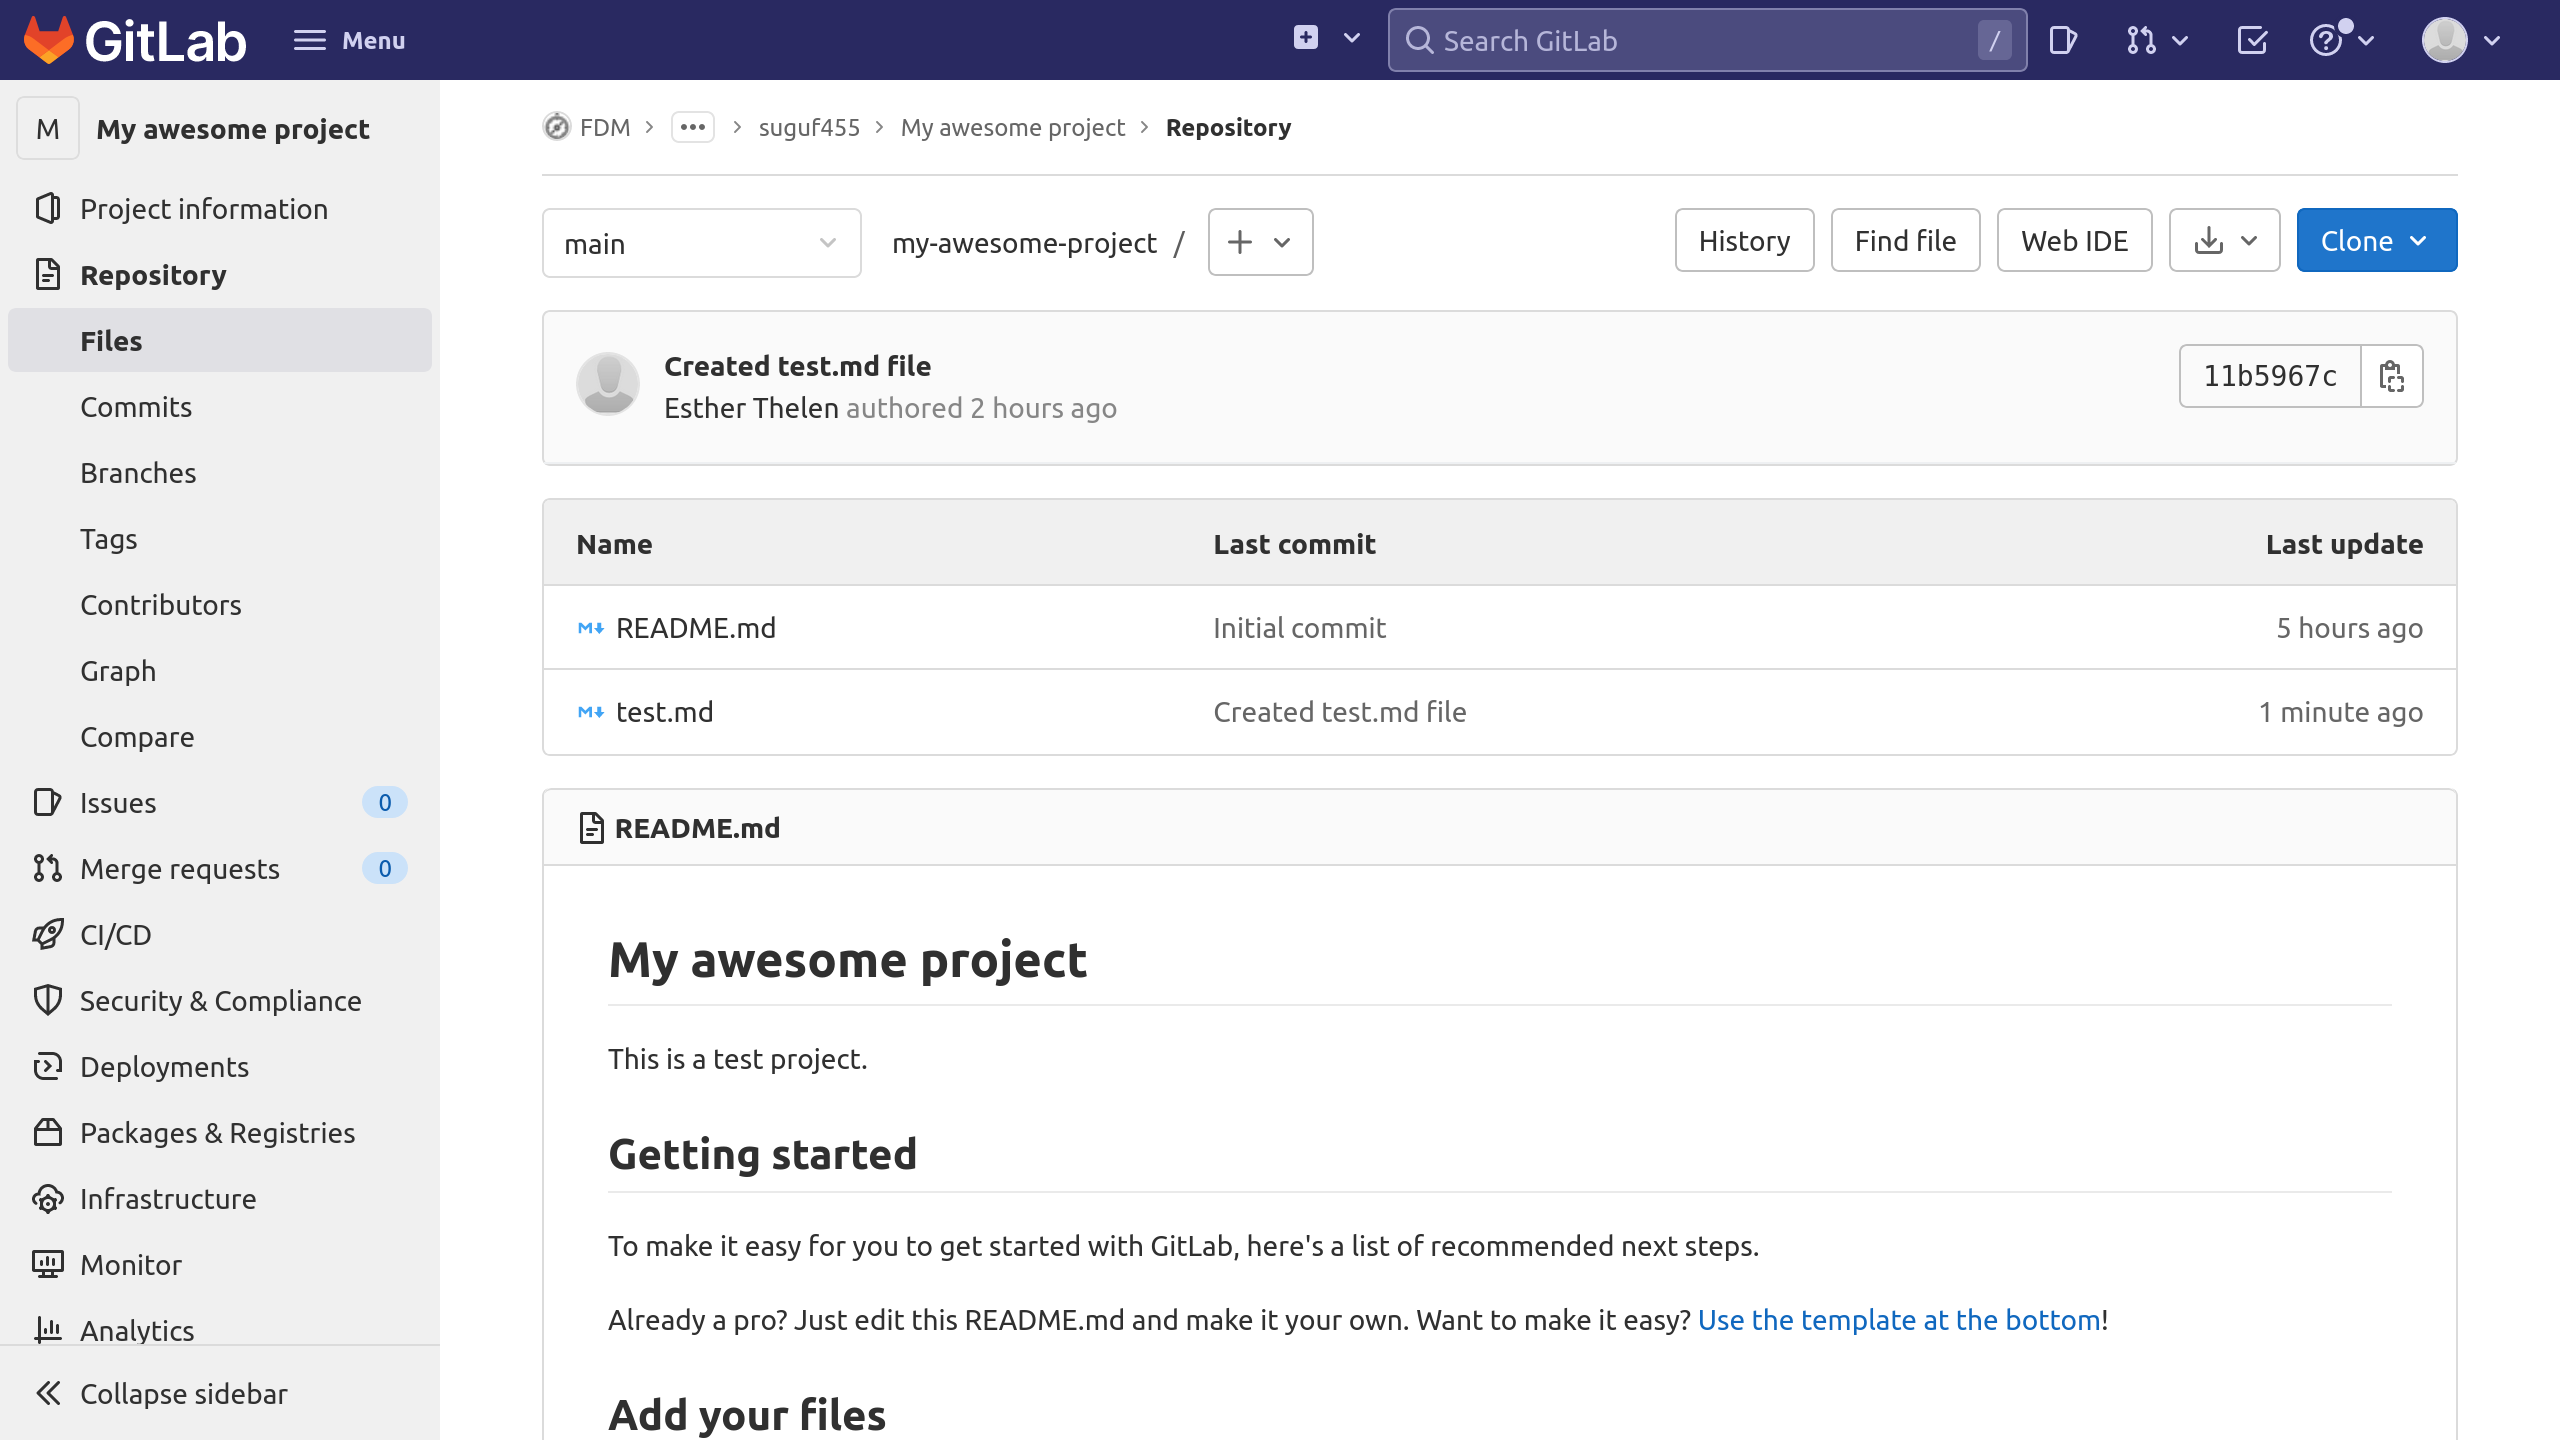 GitLab Menu Search GitLab /
M My awesome project
Project information
Repository
Files
Commits
Branches
Tags
Contributors
Graph
Compare
Issues 0
Merge requests 0
CI/CD
Security & Compliance
Deployments
Packages & Registries
Infrastructure
Monitor
Analytics
Collapse sidebar
FDM > ••• > suguf455 > My awesome project > Repository
main my-awesome-project / + History Find file Web IDE Clone
Created test.md file
Esther Thelen authored 2 hours ago
11b5967c
Name Last commit Last update
README.md Initial commit 5 hours ago
test.md Created test.md file 1 minute ago
README.md
My awesome project
This is a test project.
Getting started
To make it easy for you to get started with GitLab, here's a list of recommended next steps.
Already a pro? Just edit this README.md and make it your own. Want to make it easy? Use the template at the bottom!
Add your files